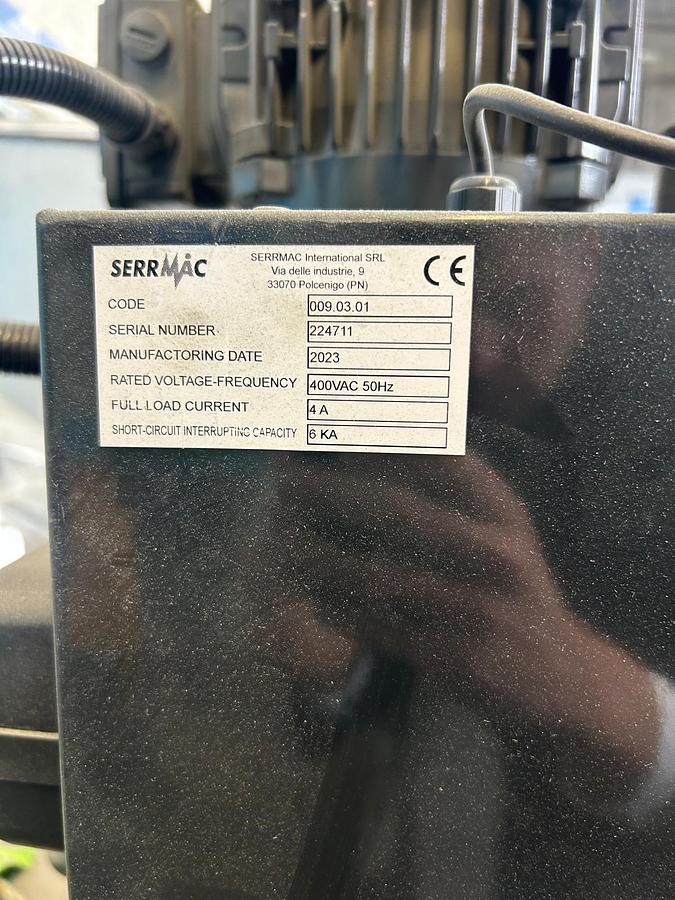 SERRMAC
SERRMAC International SRL
Via delle industrie, 9
33070 Polcenigo (PN)
CE
CODE 009.03.01
SERIAL NUMBER 224711
MANUFACTORING DATE 2023
RATED VOLTAGE-FREQUENCY 400VAC 50Hz
FULL LOAD CURRENT 4 A
SHORT-CIRCUIT INTERRUPTING CAPACITY 6 KA